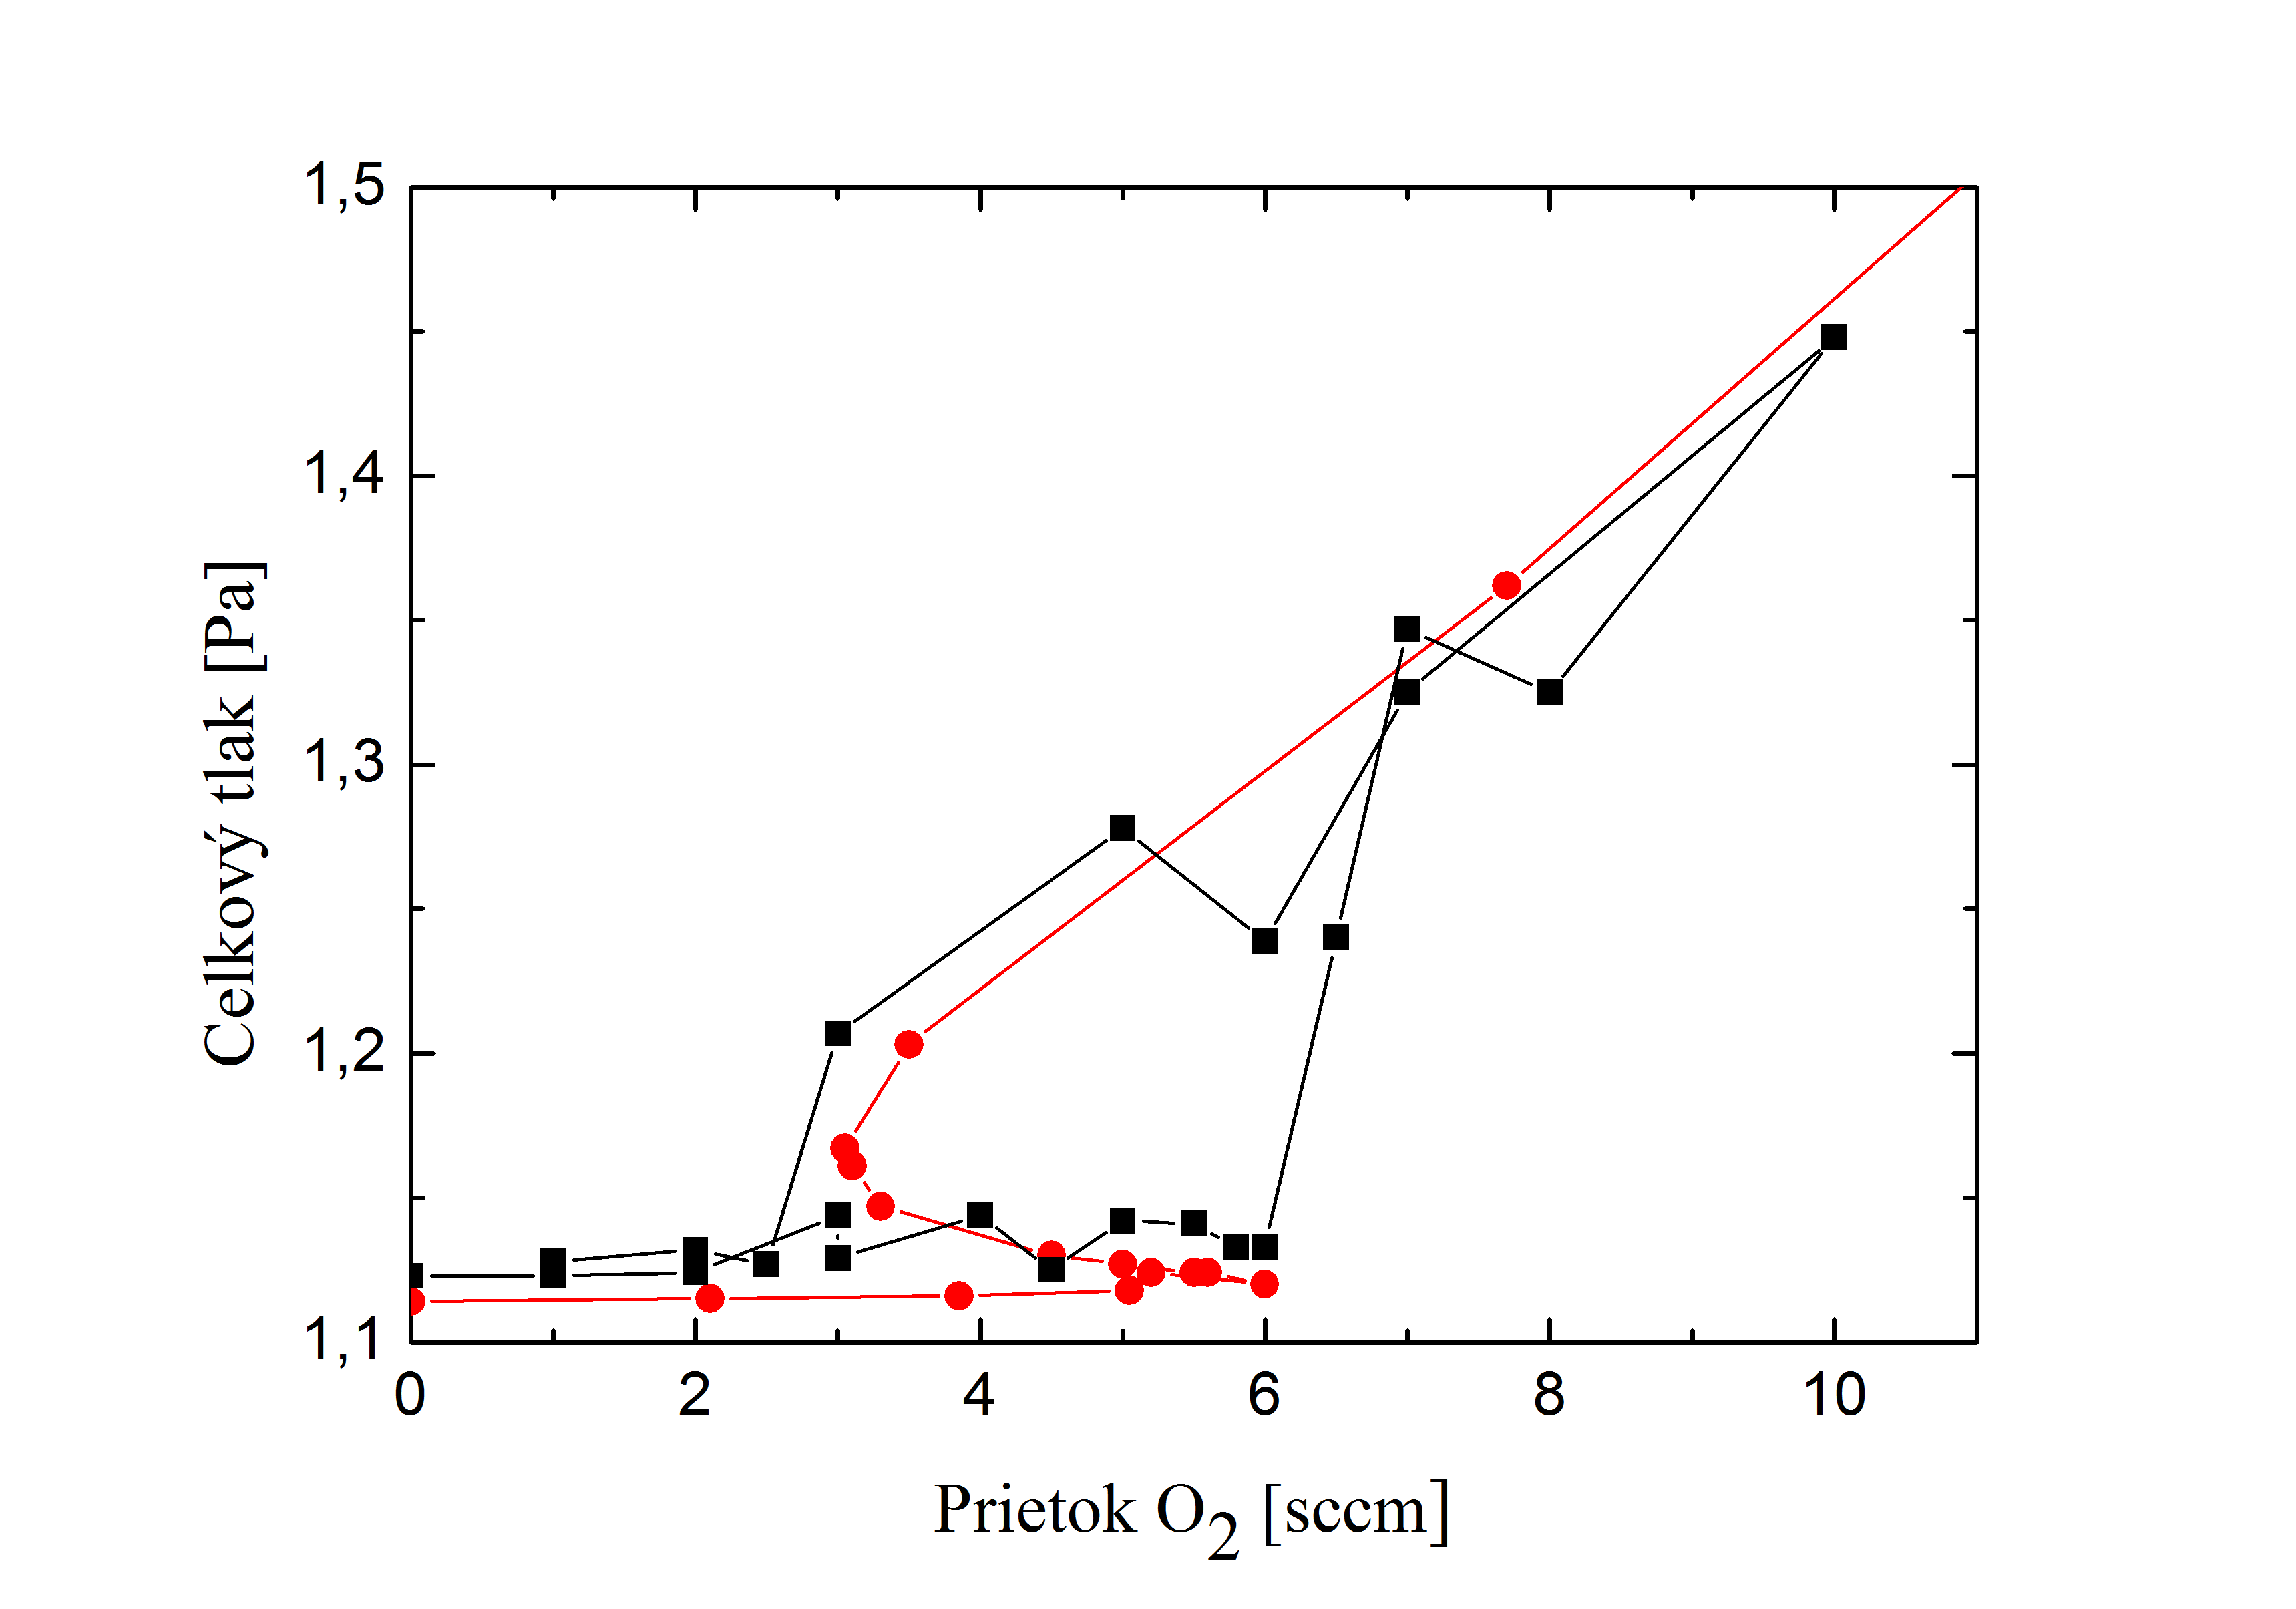 1,5
1,4
1,3
1,2
1,1
Celkový tlak [Pa]
0 2 4 6 8 10
Prietok O2 [sccm]